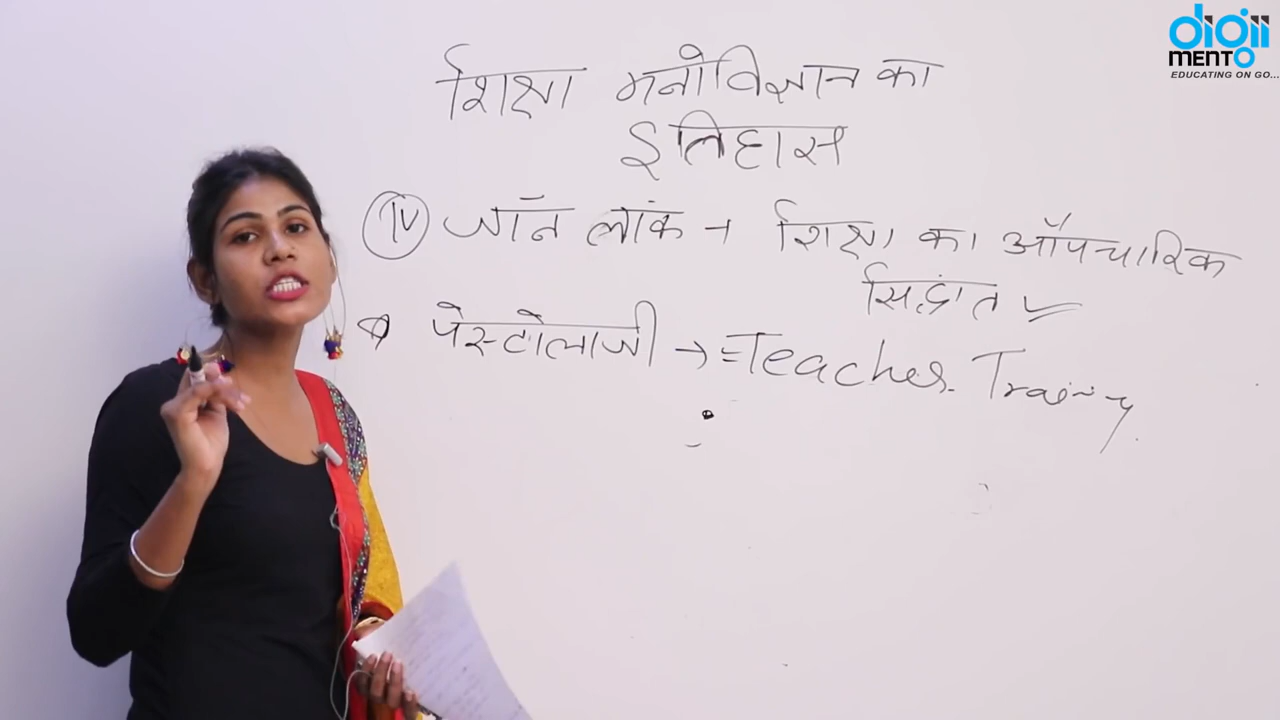 शिक्षा मनोविज्ञान का
इतिहास
IV जॉन लॉक → शिक्षा का औपचारिक
सिद्धांत
पेस्टोलाजी → Teacher Training
digii
MENTO
EDUCATING ON GO...